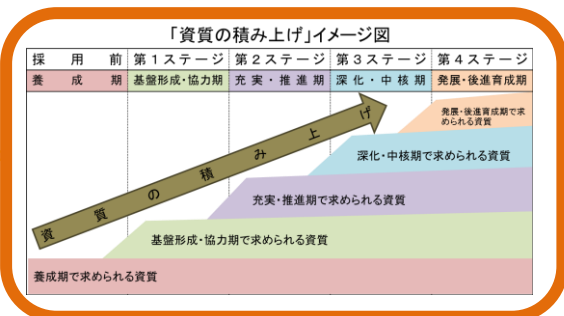 「資質の積み上げ」イメージ図
採用前 第1ステージ 第2ステージ 第3ステージ 第4ステージ
養成期 基盤形成・協力期 充実・推進期 深化・中核期 発展・後進育成期
資質の積み上げ
発展・後進育成期で求
められる資質
深化・中核期で求められる資質
充実・推進期で求められる資質
基盤形成・協力期で求められる資質
養成期で求められる資質